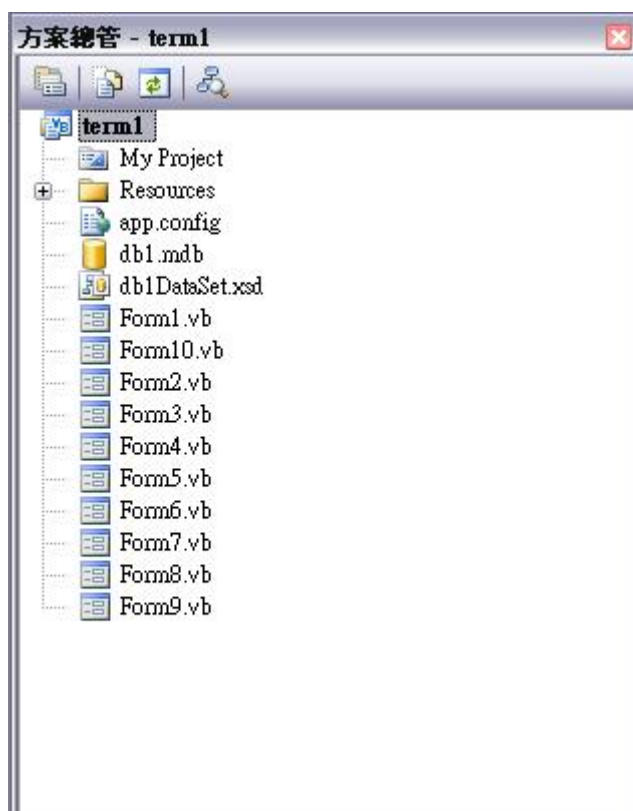 方案總管 - term1
term1
My Project
Resources
app.config
db1.mdb
db1DataSet.xsd
Form1.vb
Form10.vb
Form2.vb
Form3.vb
Form4.vb
Form5.vb
Form6.vb
Form7.vb
Form8.vb
Form9.vb